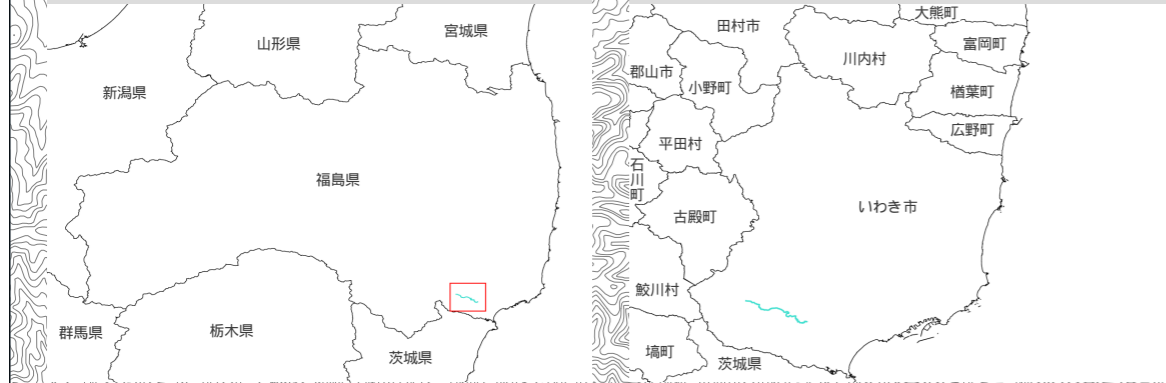 山形県
宮城県
新潟県
福島県
群馬県
栃木県
茨城県
大熊町
田村市
富岡町
川内村
郡山市
小野町
楢葉町
広野町
平田村
石川町
古殿町
いわき市
鮫川村
塙町
茨城県